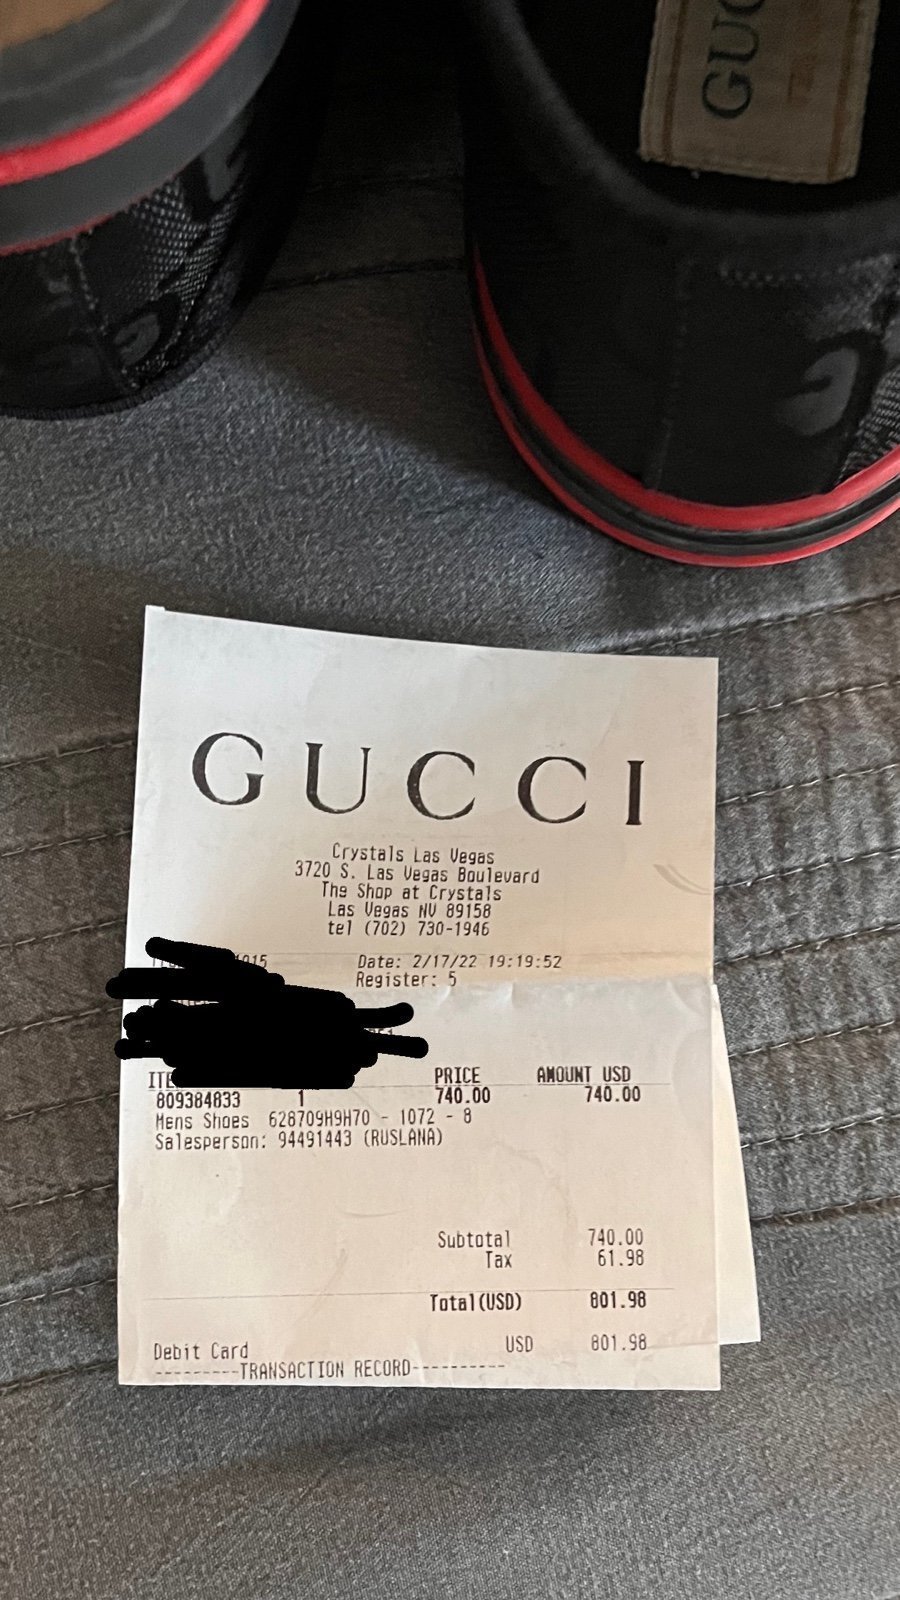 GUC
GUCCI
Crystals Las Vegas
3720 S. Las Vegas Boulevard
The Shop at Crystals
Las Vegas NV 89158
tel (702) 730-1946
Date: 2/17/22 19:19:52
Register: 5
ITE PRICE AMOUNT USD
809384833 1 740.00 740.00
Mens Shoes 628709H9H70 - 1072 - 8
Salesperson: 94491443 (RUSLANA)
Subtotal 740.00
Tax 61.98
Total(USD) 801.98
Debit Card USD 801.98
---------TRANSACTION RECORD----------